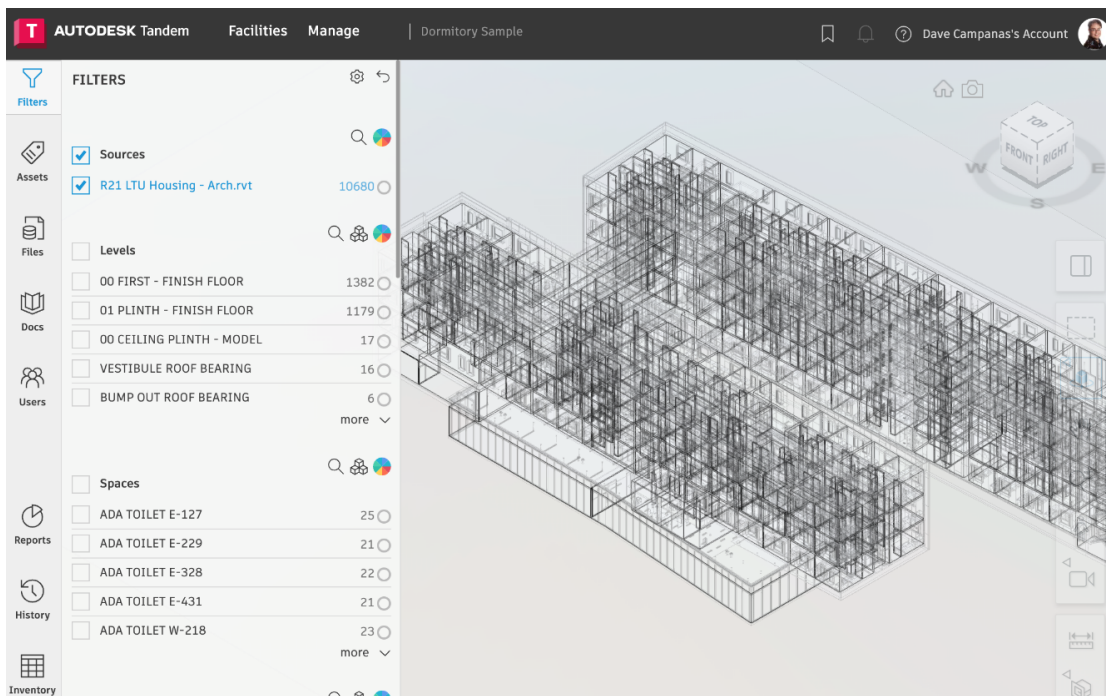 T AUTODESK Tandem Facilities Manage Dormitory Sample Dave Campanas's Account
Filters
Assets
Files
Docs
Users
Reports
History
Inventory
FILTERS
Sources
R21 LTU Housing - Arch.rvt 10680
Levels
00 FIRST - FINISH FLOOR 1382
01 PLINTH - FINISH FLOOR 1179
00 CEILING PLINTH - MODEL 17
VESTIBULE ROOF BEARING 16
BUMP OUT ROOF BEARING 6
more
Spaces
ADA TOILET E-127 25
ADA TOILET E-229 21
ADA TOILET E-328 22
ADA TOILET E-431 21
ADA TOILET W-218 23
more
TOP
FRONT RIGHT
W E
S